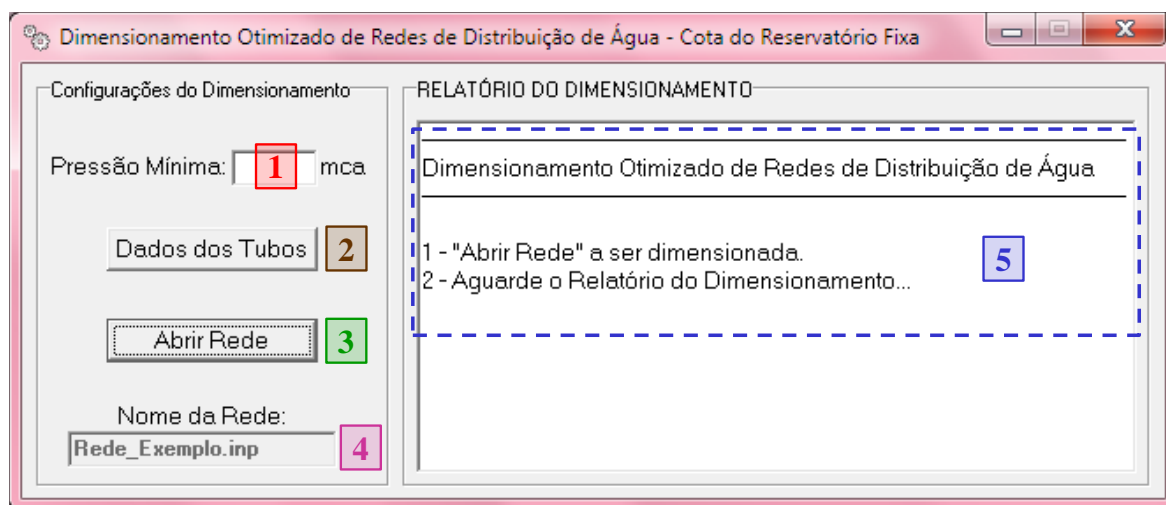 Dimensionamento Otimizado de Redes de Distribuição de Água - Cota do Reservatório Fixa
Configurações do Dimensionamento
Pressão Mínima: 1 mca
Dados dos Tubos 2
Abrir Rede 3
Nome da Rede:
Rede_Exemplo.inp 4
RELATÓRIO DO DIMENSIONAMENTO
Dimensionamento Otimizado de Redes de Distribuição de Água
1 - "Abrir Rede" a ser dimensionada.
2 - Aguarde o Relatório do Dimensionamento...
5